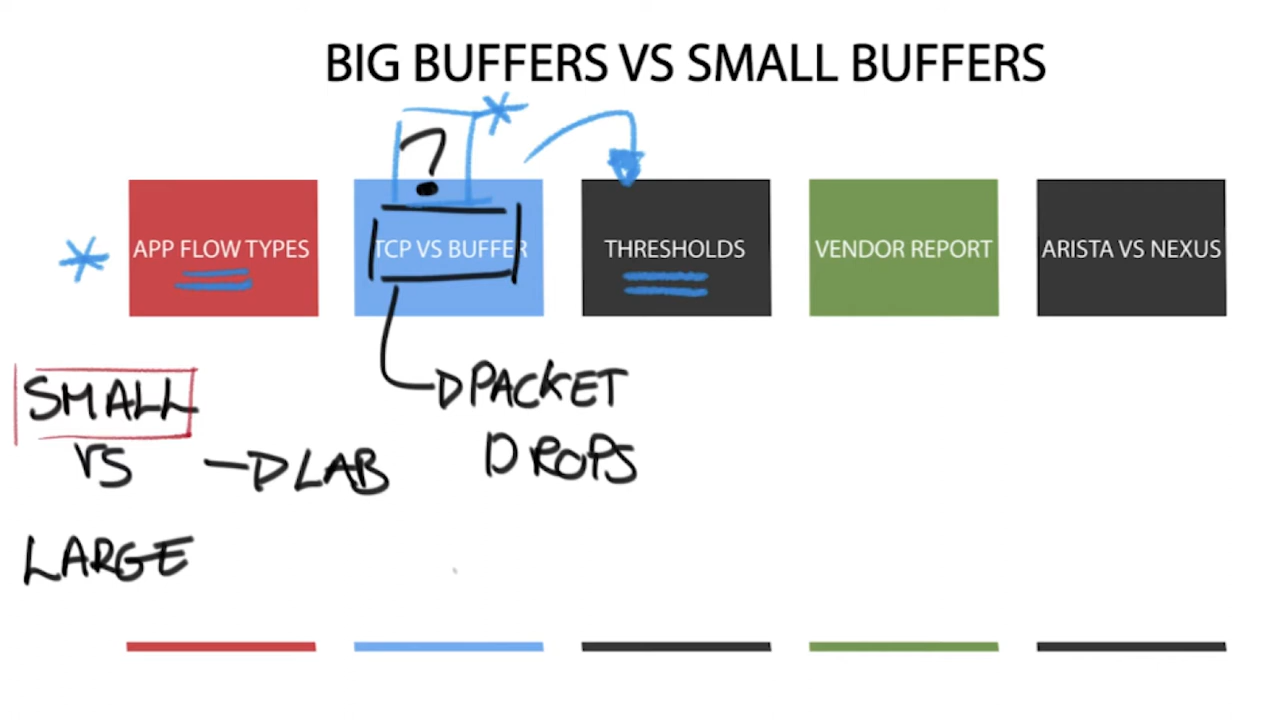 BIG BUFFERS VS SMALL BUFFERS
?
APP FLOW TYPES
TCP VS BUFFER
THRESHOLDS
VENDOR REPORT
ARISTA VS NEXUS
SMALL
VS
LAB
LARGE
PACKET
DROPS